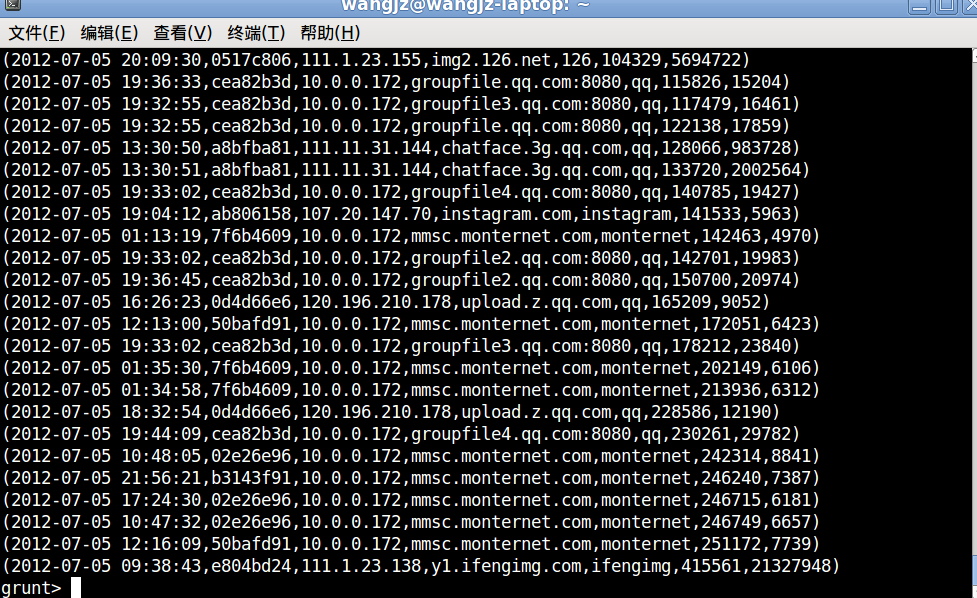 wangjz@wangjz-laptop: ~
文件(F) 编辑(E) 查看(V) 终端(T) 帮助(H)
(2012-07-05 20:09:30,0517c806,111.1.23.155,img2.126.net,126,104329,5694722)
(2012-07-05 19:36:33,cea82b3d,10.0.0.172,groupfile.qq.com:8080,qq,115826,15204)
(2012-07-05 19:32:55,cea82b3d,10.0.0.172,groupfile3.qq.com:8080,qq,117479,16461)
(2012-07-05 19:32:55,cea82b3d,10.0.0.172,groupfile.qq.com:8080,qq,122138,17859)
(2012-07-05 13:30:50,a8bfba81,111.11.31.144,chatface.3g.qq.com,qq,128066,983728)
(2012-07-05 13:30:51,a8bfba81,111.11.31.144,chatface.3g.qq.com,qq,133720,2002564)
(2012-07-05 19:33:02,cea82b3d,10.0.0.172,groupfile4.qq.com:8080,qq,140785,19427)
(2012-07-05 19:04:12,ab806158,107.20.147.70,instagram.com,instagram,141533,5963)
(2012-07-05 01:13:19,7f6b4609,10.0.0.172,mmsc.monternet.com,monternet,142463,4970)
(2012-07-05 19:33:02,cea82b3d,10.0.0.172,groupfile2.qq.com:8080,qq,142701,19983)
(2012-07-05 19:36:45,cea82b3d,10.0.0.172,groupfile2.qq.com:8080,qq,150700,20974)
(2012-07-05 16:26:23,0d4d66e6,120.196.210.178,upload.z.qq.com,qq,165209,9052)
(2012-07-05 12:13:00,50bafd91,10.0.0.172,mmsc.monternet.com,monternet,172051,6423)
(2012-07-05 19:33:02,cea82b3d,10.0.0.172,groupfile3.qq.com:8080,qq,178212,23840)
(2012-07-05 01:35:30,7f6b4609,10.0.0.172,mmsc.monternet.com,monternet,202149,6106)
(2012-07-05 01:34:58,7f6b4609,10.0.0.172,mmsc.monternet.com,monternet,213936,6312)
(2012-07-05 18:32:54,0d4d66e6,120.196.210.178,upload.z.qq.com,qq,228586,12190)
(2012-07-05 19:44:09,cea82b3d,10.0.0.172,groupfile4.qq.com:8080,qq,230261,29782)
(2012-07-05 10:48:05,02e26e96,10.0.0.172,mmsc.monternet.com,monternet,242314,8841)
(2012-07-05 21:56:21,b3143f91,10.0.0.172,mmsc.monternet.com,monternet,246240,7387)
(2012-07-05 17:24:30,02e26e96,10.0.0.172,mmsc.monternet.com,monternet,246715,6181)
(2012-07-05 10:47:32,02e26e96,10.0.0.172,mmsc.monternet.com,monternet,246749,6657)
(2012-07-05 12:16:09,50bafd91,10.0.0.172,mmsc.monternet.com,monternet,251172,7739)
(2012-07-05 09:38:43,e804bd24,111.1.23.138,y1.ifengimg.com,ifengimg,415561,21327948)
grunt>